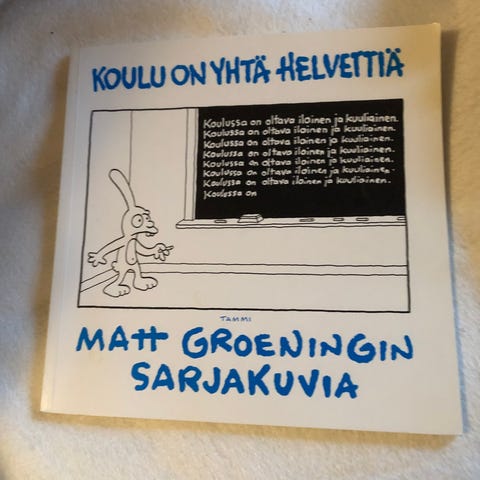 KOULU ON YHTÄ HELVETTIÄ
Koulussa on oltava iloinen ja kuuliainen.
Koulussa on oltava iloinen ja kuuliainen.
Koulussa on oltava iloinen ja kuuliainen.
Koulussa on oltava iloinen ja kuuliainen.
Koulussa on oltava iloinen ja kuuliainen.
Koulussa on oltava iloinen ja kuuliainen.
Koulussa on oltava iloinen ja kuuliainen.
Koulussa on
TAMMI
MATT GROENINGIN
SARJAKUVIA